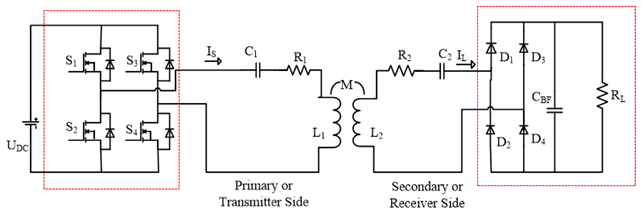 S1
S3
IS
C1
R1
R2
C2
IL
D1
D3
M
UDC
S2
S4
L1
L2
D2
D4
CBF
RL
Primary or
Transmitter Side
Secondary or
Receiver Side